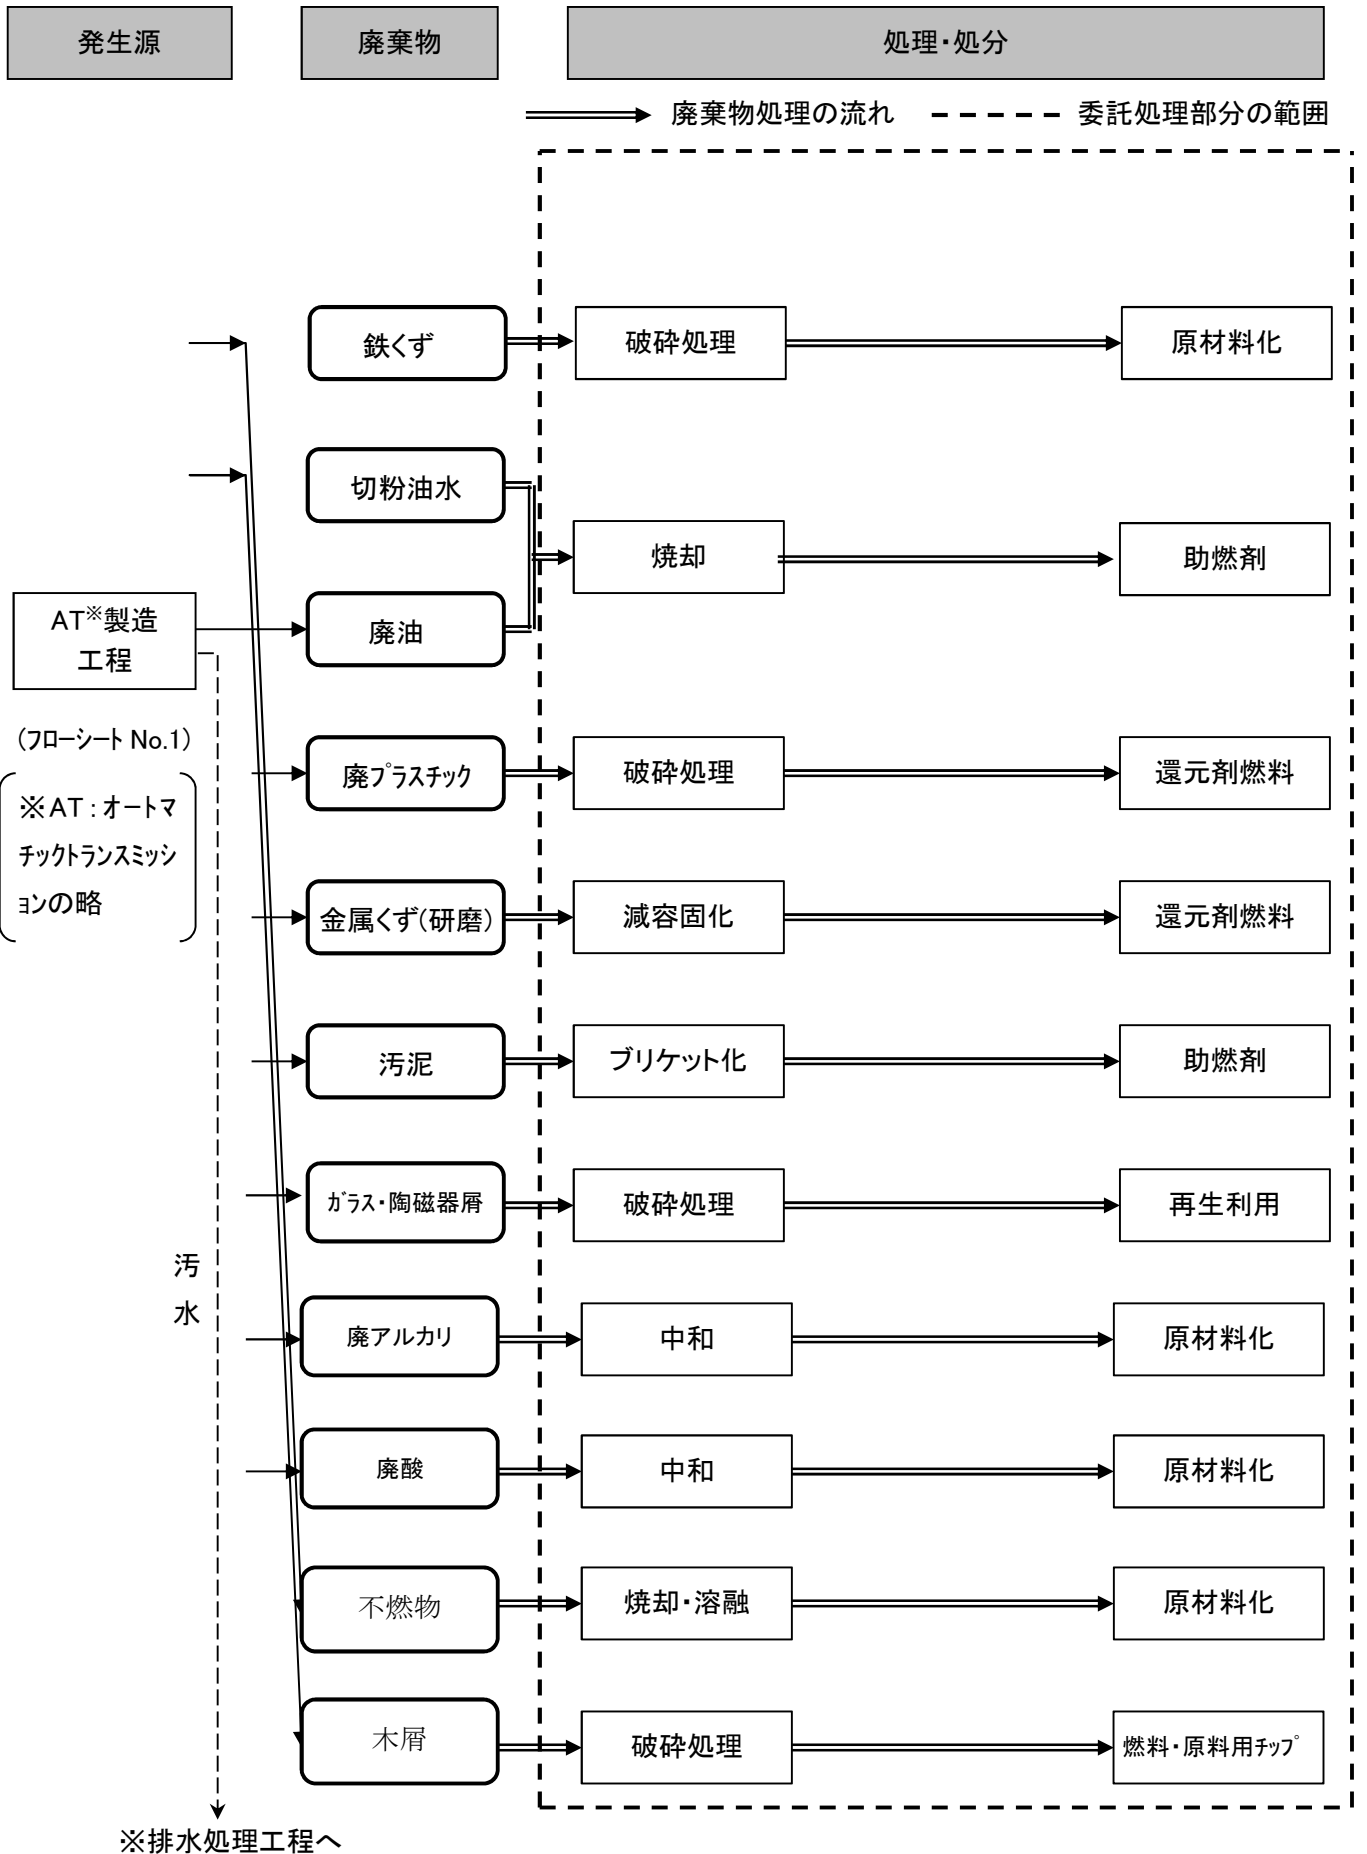 発生源
廃棄物
処理・処分
廃棄物処理の流れ
委託処理部分の範囲
鉄くず
破砕処理
原材料化
切粉油水
焼却
助燃剤
廃油
AT※製造
工程
(ﾌﾛｰｼｰﾄ No.1)
※AT:ｵｰﾄﾏ
ﾁｯｸﾄﾗﾝｽﾐｯｼ
ｮﾝの略
廃ﾌﾟﾗｽﾁｯｸ
破砕処理
還元剤燃料
金属くず(研磨)
減容固化
還元剤燃料
汚泥
ブリケット化
助燃剤
ｶﾞﾗｽ・陶磁器屑
破砕処理
再生利用
汚
水
廃アルカリ
中和
原材料化
廃酸
中和
原材料化
不燃物
焼却・溶融
原材料化
木屑
破砕処理
燃料・原料用ﾁｯﾌﾟ
※排水処理工程へ